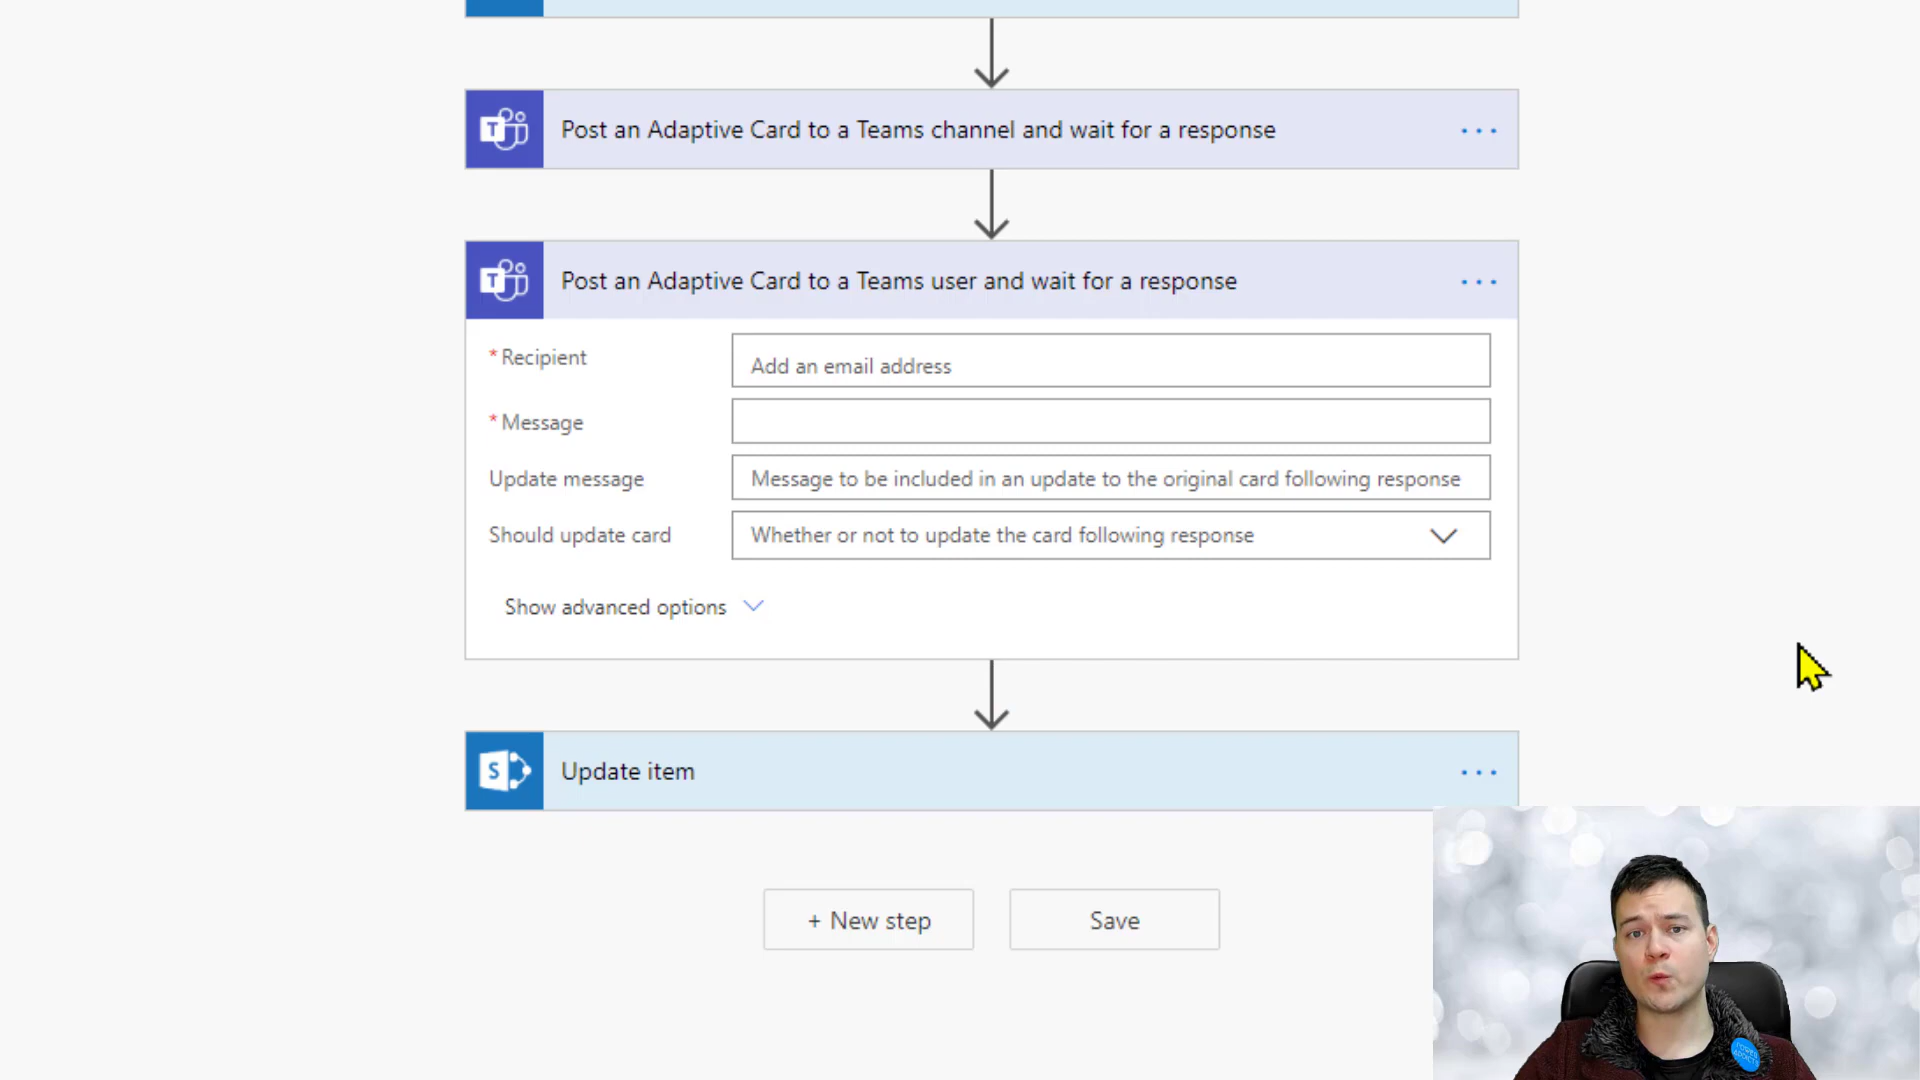 Post an Adaptive Card to a Teams channel and wait for a response
Post an Adaptive Card to a Teams user and wait for a response
* Recipient
Add an email address
* Message
Update message
Message to be included in an update to the original card following response
Should update card
Whether or not to update the card following response
Show advanced options
Update item
+ New step
Save